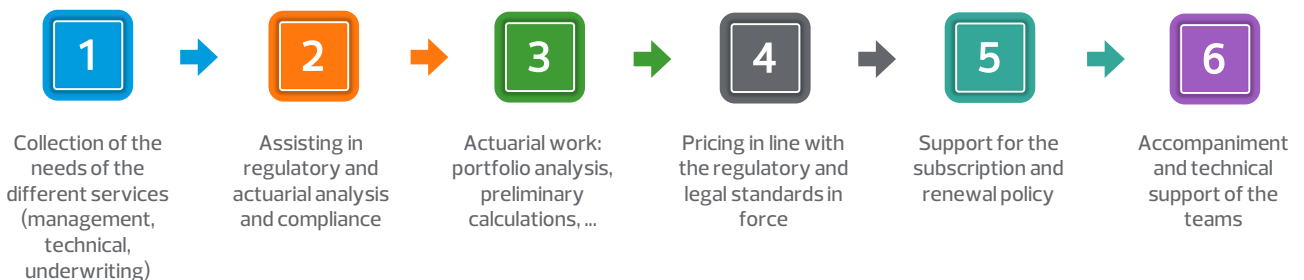 1
Collection of the
needs of the
different services
(management,
technical,
underwriting)
2
Assisting in
regulatory and
actuarial analysis
and compliance
3
Actuarial work:
portfolio analysis,
preliminary
calculations, ...
4
Pricing in line with
the regulatory and
legal standards in
force
5
Support for the
subscription and
renewal policy
6
Accompaniment
and technical
support of the
teams